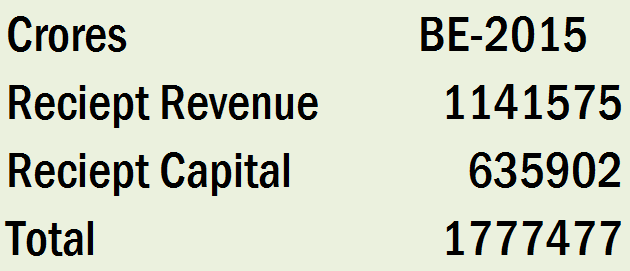 Crores BE-2015
Reciept Revenue 1141575
Reciept Capital 635902
Total 1777477